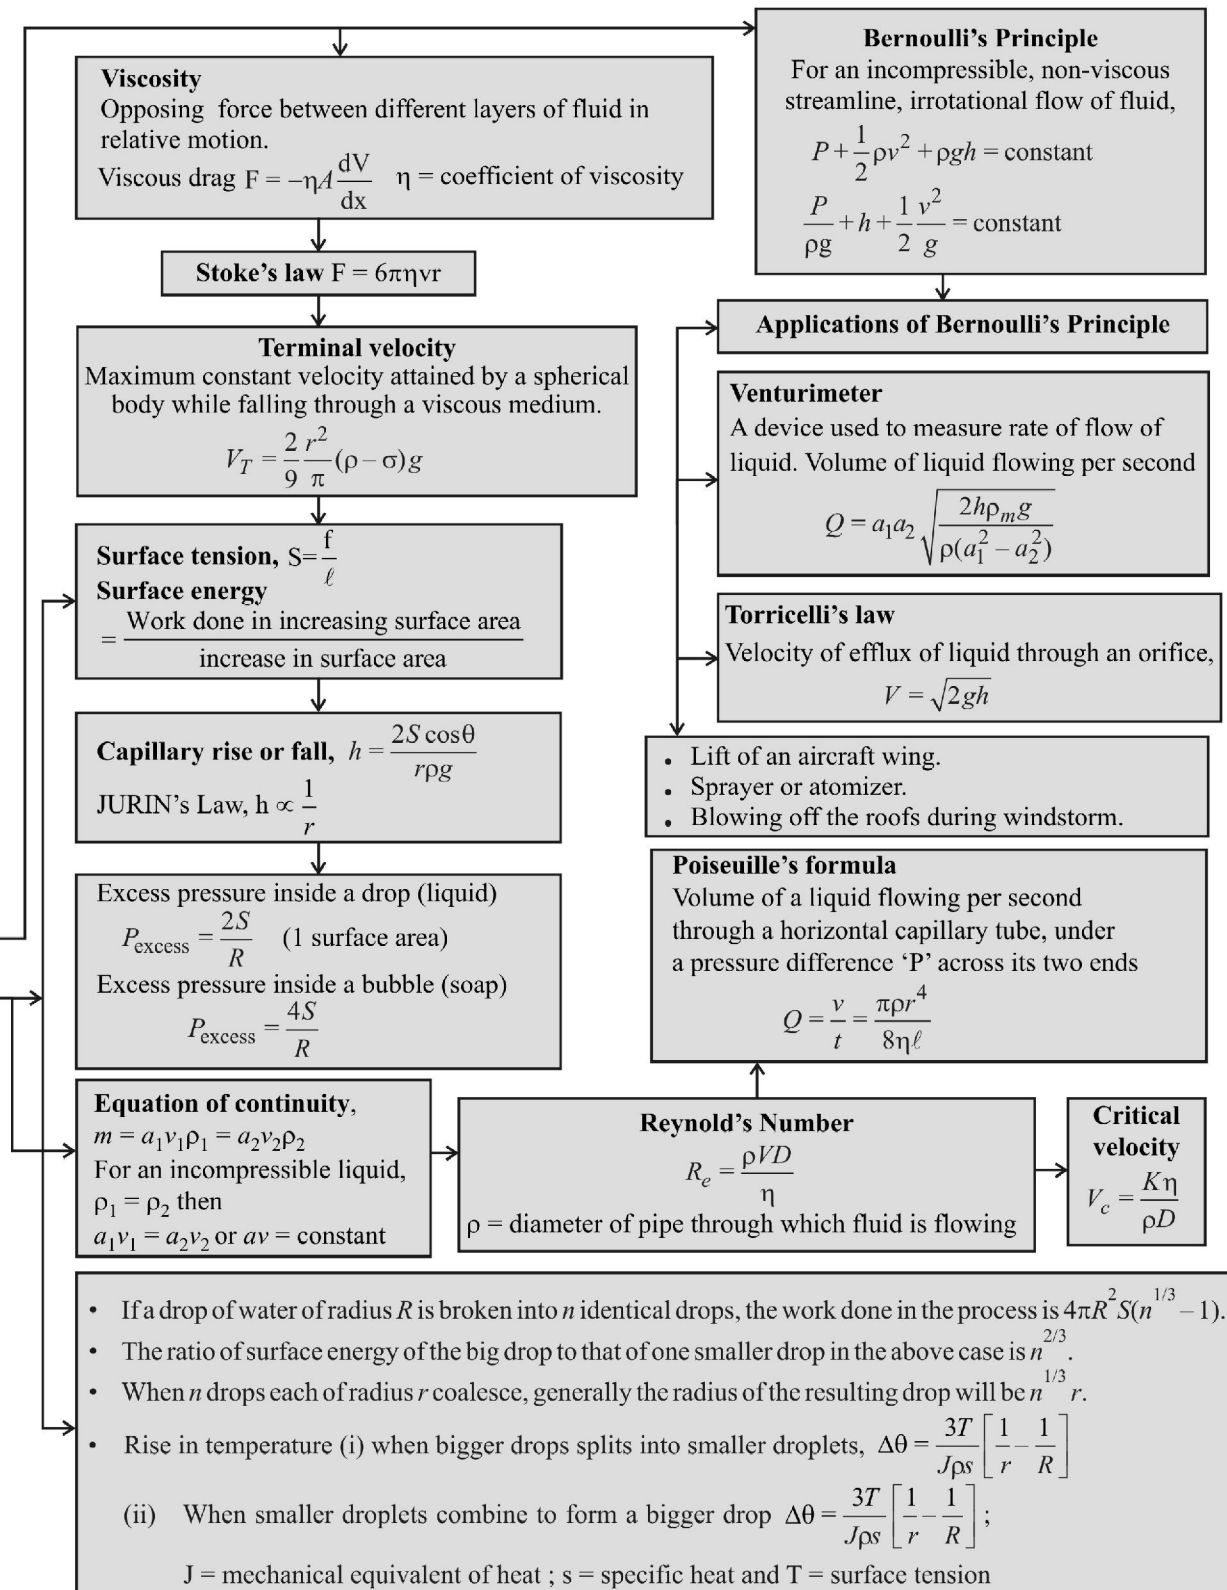 Viscosity
Opposing force between different layers of fluid in
relative motion.
Viscous drag F = −ηA dV/dx η = coefficient of viscosity
Stoke's law F = 6πηvr
Terminal velocity
Maximum constant velocity attained by a spherical
body while falling through a viscous medium.
V_T = 2/9 r²/π (ρ − σ)g
Surface tension, S= f/ℓ
Surface energy
= Work done in increasing surface area / increase in surface area
Capillary rise or fall, h = 2S cosθ / rρg
JURIN's Law, h ∝ 1/r
Excess pressure inside a drop (liquid)
P_excess = 2S/R (1 surface area)
Excess pressure inside a bubble (soap)
P_excess = 4S/R
Bernoulli's Principle
For an incompressible, non-viscous
streamline, irrotational flow of fluid,
P + 1/2 ρv² + ρgh = constant
P/ρg + h + 1/2 v²/g = constant
Applications of Bernoulli's Principle
Venturimeter
A device used to measure rate of flow of
liquid. Volume of liquid flowing per second
Q = a₁a₂ √(2hρ_m g / ρ(a₁² − a₂²))
Torricelli's law
Velocity of efflux of liquid through an orifice,
V = √2gh
• Lift of an aircraft wing.
• Sprayer or atomizer.
• Blowing off the roofs during windstorm.
Poiseuille's formula
Volume of a liquid flowing per second
through a horizontal capillary tube, under
a pressure difference ‘P’ across its two ends
Q = v/t = πρr⁴ / 8ηℓ
Equation of continuity,
m = a₁v₁ρ₁ = a₂v₂ρ₂
For an incompressible liquid,
ρ₁ = ρ₂ then
a₁v₁ = a₂v₂ or av = constant
Reynold's Number
R_e = ρVD/η
ρ = diameter of pipe through which fluid is flowing
Critical
velocity
V_c = Kη/ρD
• If a drop of water of radius R is broken into n identical drops, the work done in the process is 4πR²S(n^1/3 – 1).
• The ratio of surface energy of the big drop to that of one smaller drop in the above case is n^2/3.
• When n drops each of radius r coalesce, generally the radius of the resulting drop will be n^1/3 r.
• Rise in temperature (i) when bigger drops splits into smaller droplets, Δθ = 3T/Jρs [1/r − 1/R]
(ii) When smaller droplets combine to form a bigger drop Δθ = 3T/Jρs [1/r − 1/R] ;
J = mechanical equivalent of heat ; s = specific heat and T = surface tension